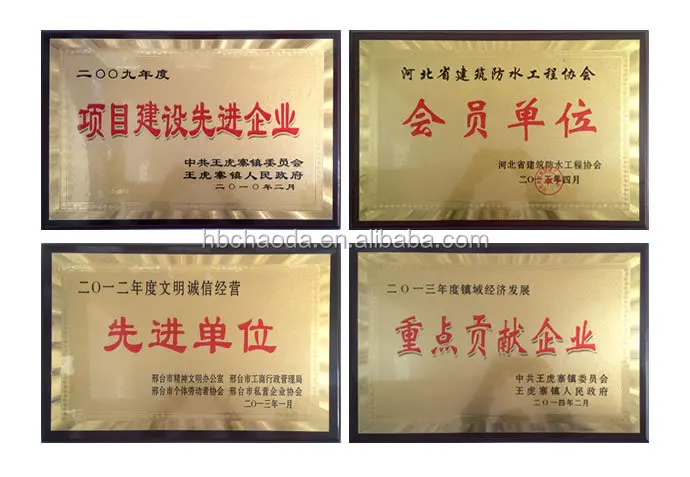 二〇〇九年度
项目建设先进企业
中共王虎寨镇委员会
王虎寨镇人民政府
二〇一〇年二月
河北省建筑防水工程协会
会员单位
河北省建筑防水工程协会
年四月
hbchaoda.en.alibaba.com
二〇一二年度文明诚信经营
先进单位
邢台市精神文明办公室 邢台市工商行政管理局
邢台市个体劳动者协会 邢台市私营企业协会
二〇一三年一月
二〇一三年度镇域经济发展
重点贡献企业
中共王虎寨镇委员会
王虎寨镇人民政府
二〇一四年二月